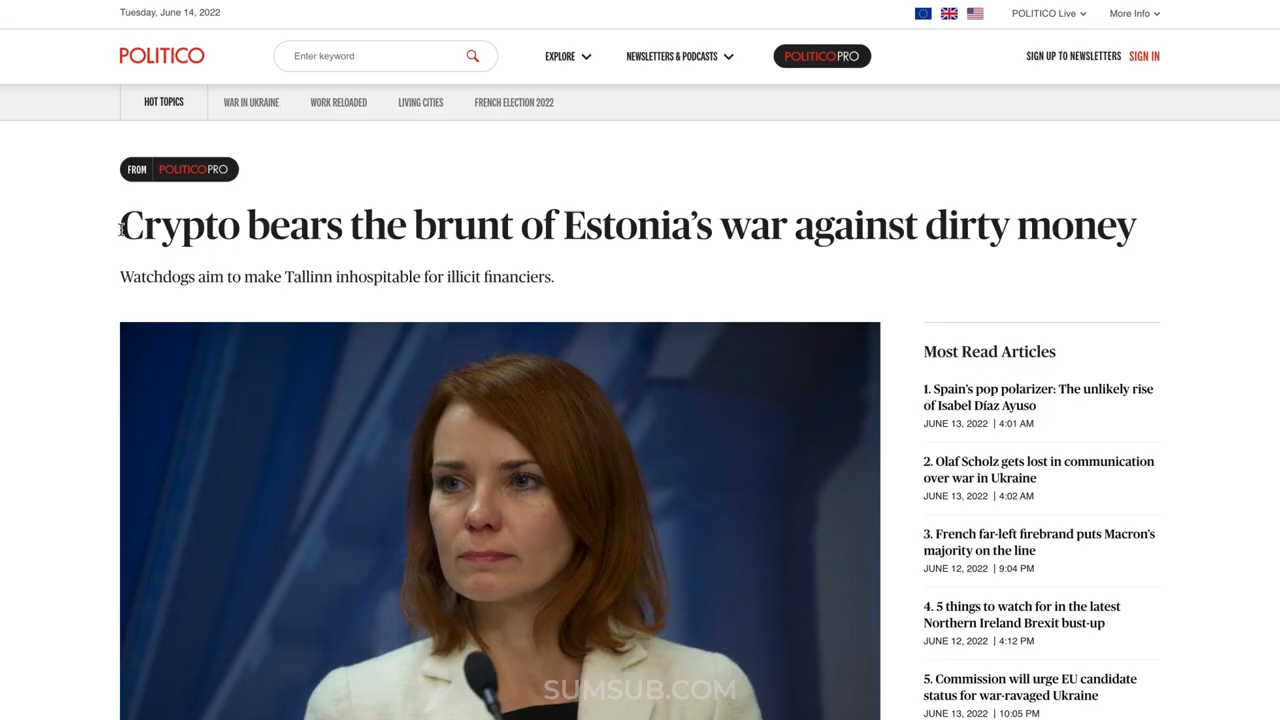 Tuesday, June 14, 2022
POLITICO Live
More Info
POLITICO
Enter keyword
EXPLORE
NEWSLETTERS & PODCASTS
POLITICOPRO
SIGN UP TO NEWSLETTERS
SIGN IN
HOT TOPICS
WAR IN UKRAINE
WORK RELOADED
LIVING CITIES
FRENCH ELECTION 2022
FROM POLITICOPRO
Crypto bears the brunt of Estonia’s war against dirty money
Watchdogs aim to make Tallinn inhospitable for illicit financiers.
Most Read Articles
1. Spain’s pop polarizer: The unlikely rise
of Isabel Díaz Ayuso
JUNE 13, 2022 | 4:01 AM
2. Olaf Scholz gets lost in communication
over war in Ukraine
JUNE 13, 2022 | 4:02 AM
3. French far-left firebrand puts Macron’s
majority on the line
JUNE 12, 2022 | 9:04 PM
4. 5 things to watch for in the latest
Northern Ireland Brexit bust-up
JUNE 12, 2022 | 4:12 PM
5. Commission will urge EU candidate
status for war-ravaged Ukraine
JUNE 13, 2022 | 10:05 PM
SUMSUB.COM